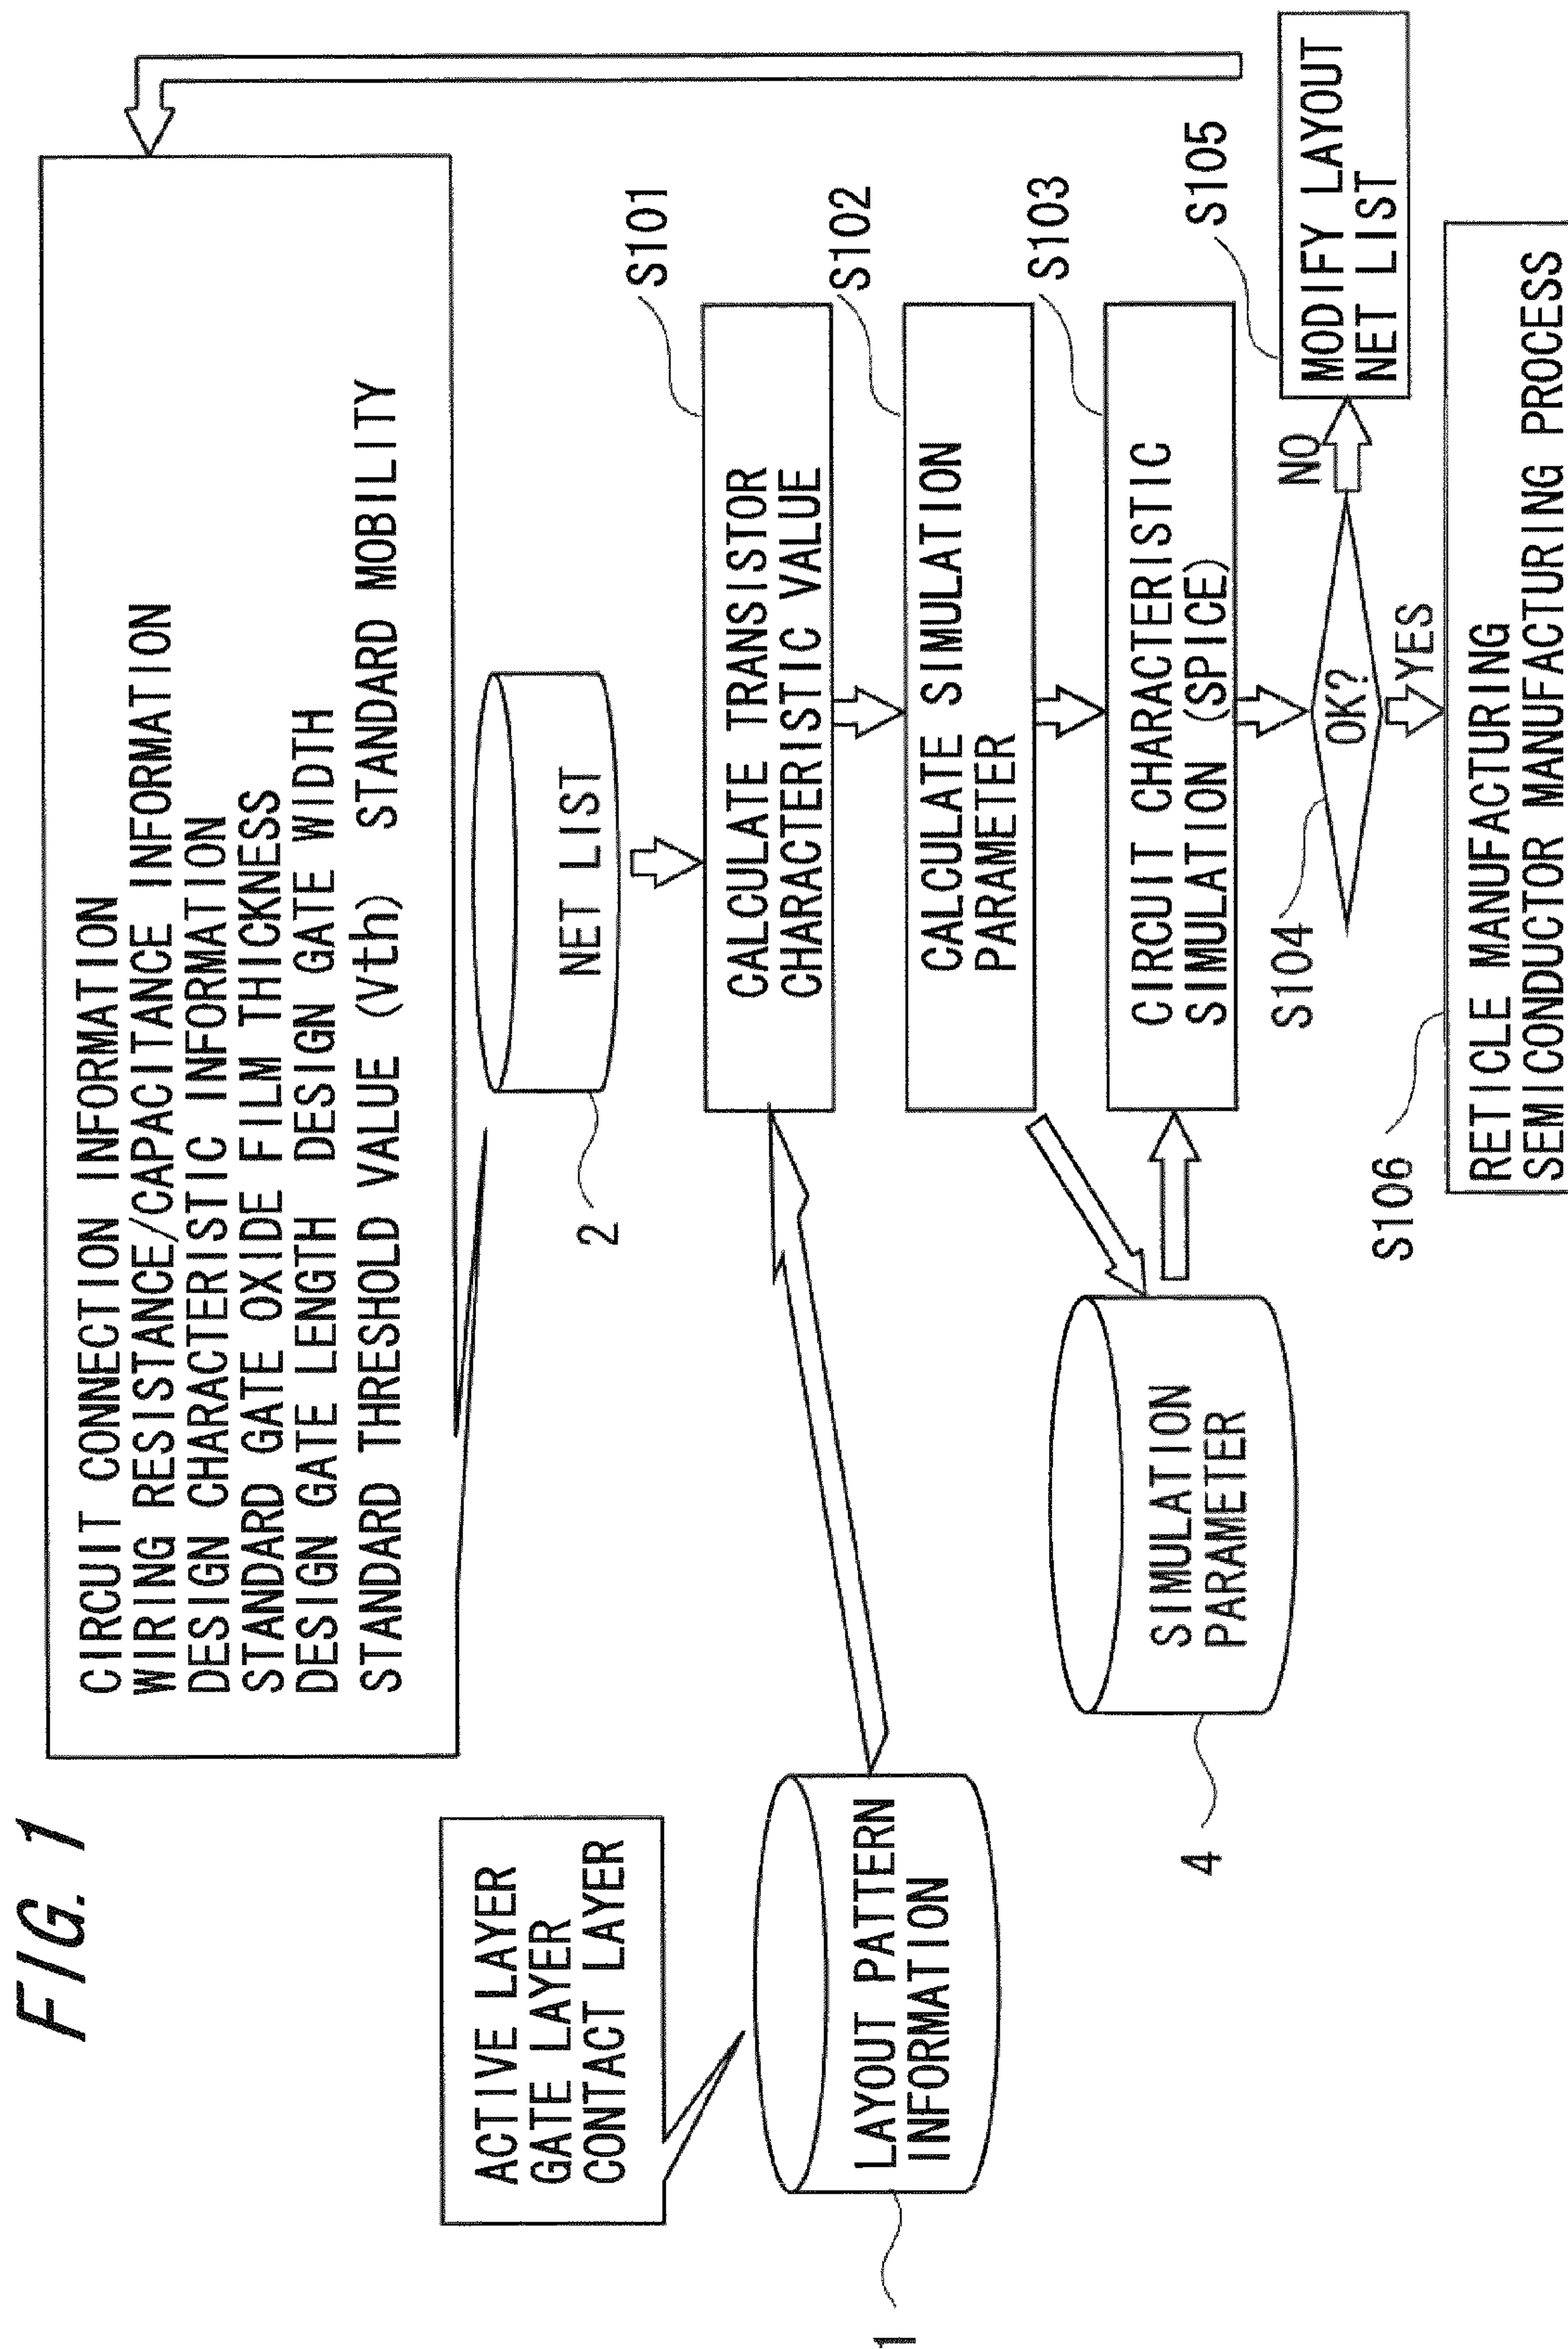 FIG. 1
CIRCUIT CONNECTION INFORMATION
WIRING RESISTANCE/CAPACITANCE INFORMATION
DESIGN CHARACTERISTIC INFORMATION
STANDARD GATE OXIDE FILM THICKNESS
DESIGN GATE LENGTH DESIGN GATE WIDTH
STANDARD THRESHOLD VALUE (Vth) STANDARD MOBILITY
ACTIVE LAYER
GATE LAYER
CONTACT LAYER
NET LIST
2
LAYOUT PATTERN
INFORMATION
1
CALCULATE TRANSISTOR
CHARACTERISTIC VALUE
S101
CALCULATE SIMULATION
PARAMETER
S102
SIMULATION
PARAMETER
4
CIRCUIT CHARACTERISTIC
SIMULATION (SPICE)
S103
OK?
S104
NO
YES
MODIFY LAYOUT
NET LIST
S105
RETICLE MANUFACTURING
SEMICONDUCTOR MANUFACTURING PROCESS
S106